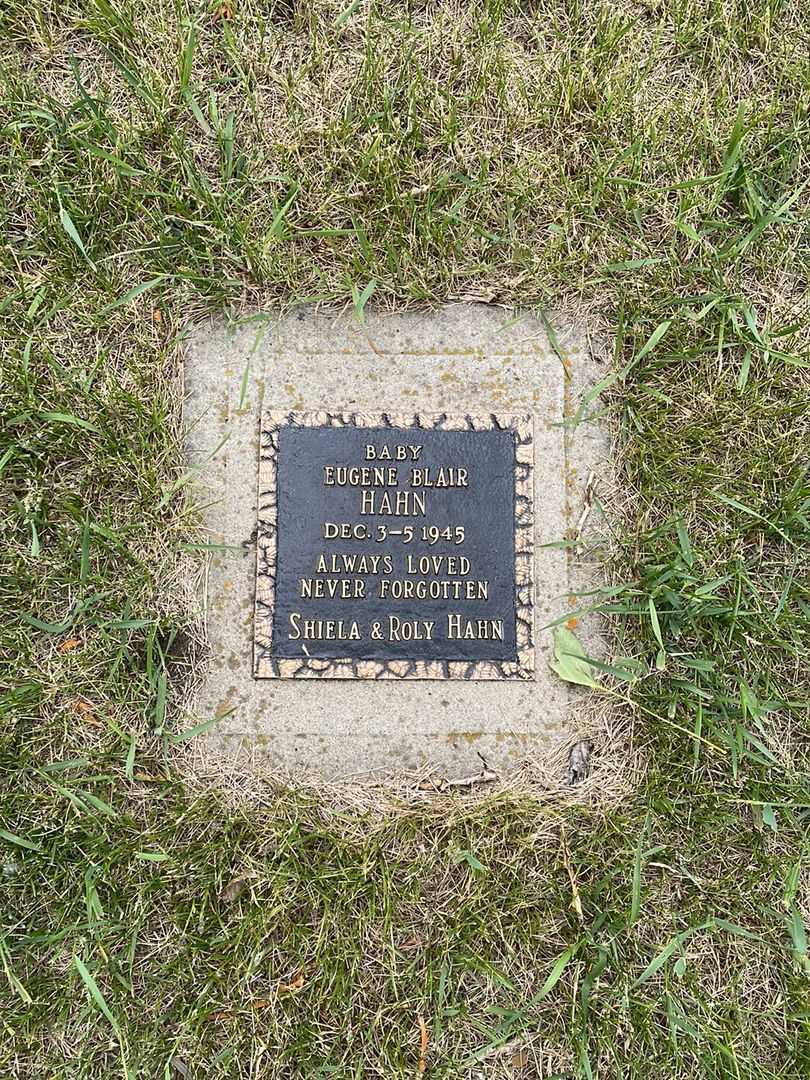 BABY
EUGENE BLAIR
HAHN
DEC. 3–5 1945
ALWAYS LOVED
NEVER FORGOTTEN
SHIELA & ROLY HAHN